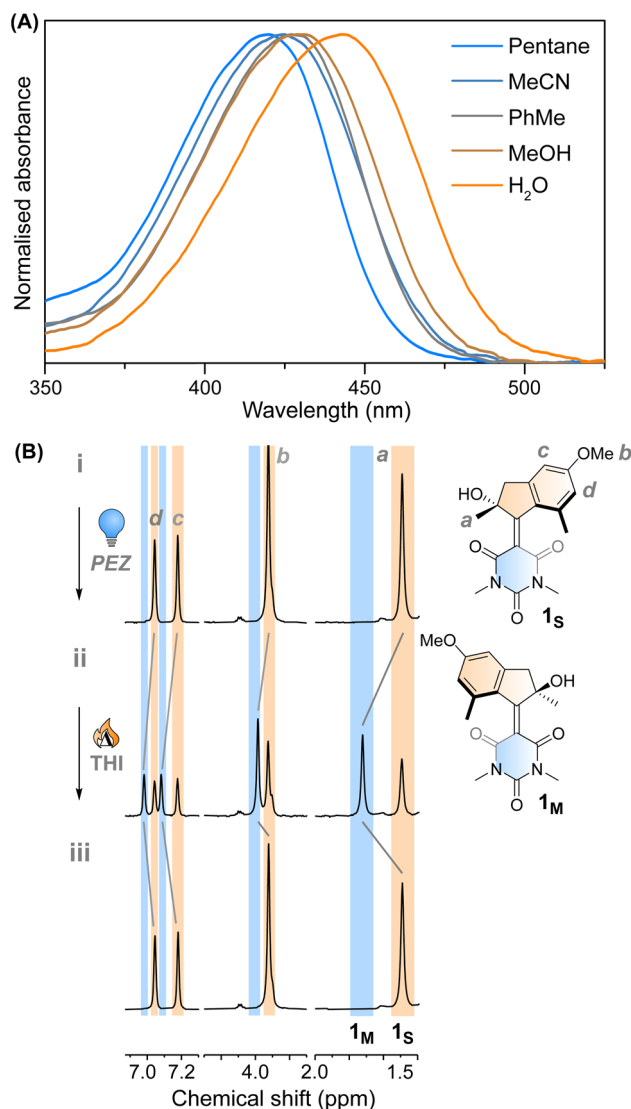 (A)
Normalised absorbance
Pentane
MeCN
PhMe
MeOH
H₂O
350 400 450 500
Wavelength (nm)
(B)
i
PEZ
ii
THI
iii
d c b a
c OMe b
HO
d
a
O O
N N
O
1S
MeO
OH
O O
N N
O
1M
1M 1S
7.0 7.2 4.0 2.0 1.5
Chemical shift (ppm)